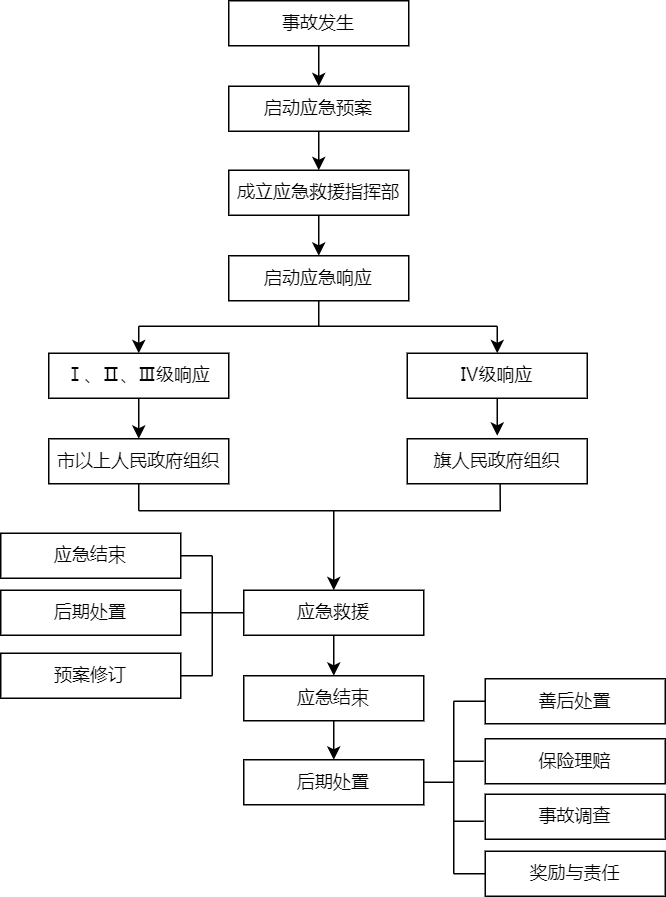 事故发生
启动应急预案
成立应急救援指挥部
启动应急响应
Ⅰ、Ⅱ、Ⅲ级响应
Ⅳ级响应
市以上人民政府组织
旗人民政府组织
应急结束
后期处置
应急救援
预案修订
应急结束
善后处置
保险理赔
后期处置
事故调查
奖励与责任